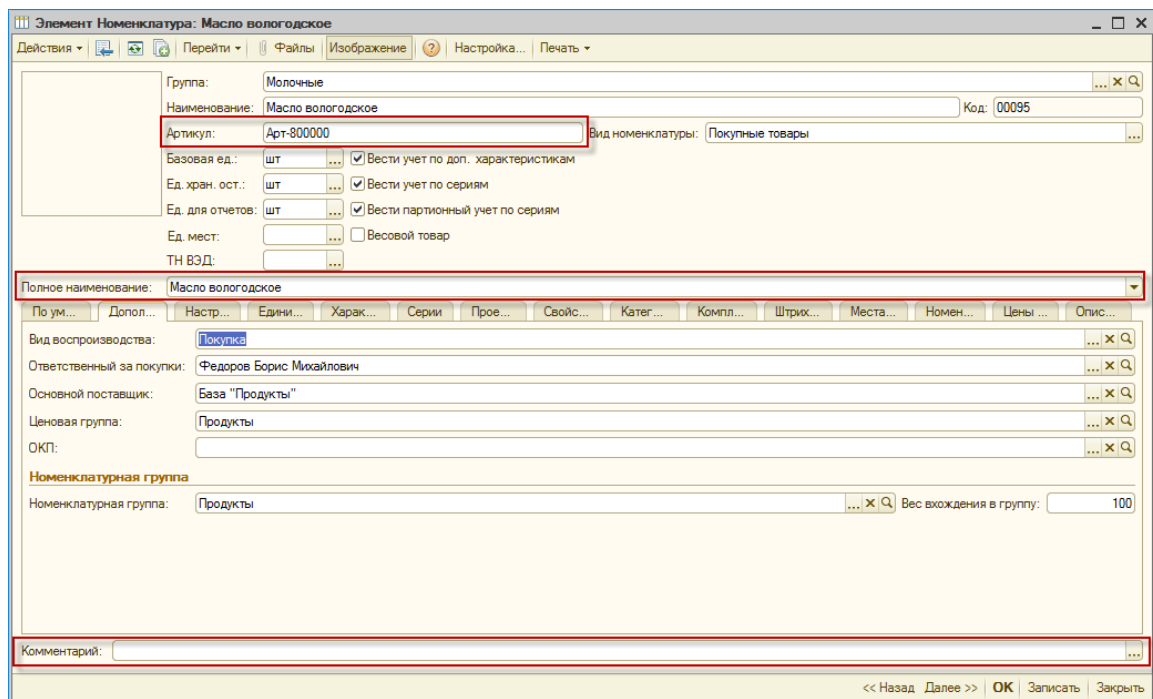 Элемент Номенклатура: Масло вологодское
Действия Перейти Файлы Изображение Настройка... Печать
Группа: Молочные
Наименование: Масло вологодское Код: 00095
Артикул: Арт-800000 Вид номенклатуры: Покупные товары
Базовая ед.: шт Вести учет по доп. характеристикам
Ед. хран. ост.: шт Вести учет по сериям
Ед. для отчетов: шт Вести партионный учет по сериям
Ед. мест: Весовой товар
ТН ВЭД:
Полное наименование: Масло вологодское
По ум... Допол... Настр... Едини... Харак... Серии Прое... Свойс... Катег... Компл... Штрих... Места... Номен... Цены ... Опис...
Вид воспроизводства: Покупка
Ответственный за покупки: Федоров Борис Михайлович
Основной поставщик: База "Продукты"
Ценовая группа: Продукты
ОКП:
Номенклатурная группа
Номенклатурная группа: Продукты Вес вхождения в группу: 100
Комментарий:
<< Назад Далее >> OK Записать Закрыть